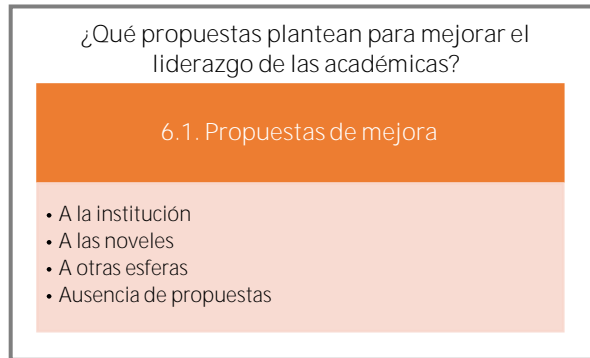 ¿Qué propuestas plantean para mejorar el
liderazgo de las académicas?
6.1. Propuestas de mejora
• A la institución
• A las noveles
• A otras esferas
• Ausencia de propuestas